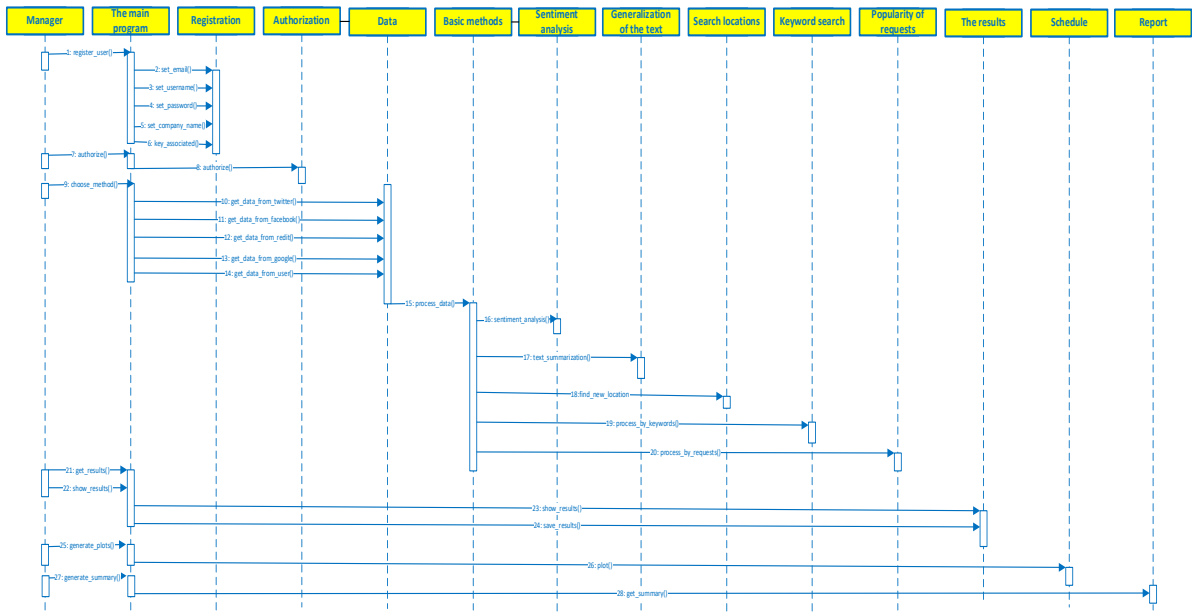 Manager
The main
program
Registration
Authorization
Data
Basic methods
Sentiment
analysis
Generalization
of the text
Search locations
Keyword search
Popularity of
requests
The results
Schedule
Report
1: register_user()
2: set_email()
3: set_username()
4: set_password()
5: set_company_name()
6: key_associated()
7: authorize()
8: authorize()
9: choose_method()
10: get_data_from_twitter()
11: get_data_from_facebook()
12: get_data_from_redit()
13: get_data_from_google()
14: get_data_from_user()
15: process_data()
16: sentiment_analysis()
17: text_summarization()
18:find_new_location
19: process_by_keywords()
20: process_by_requests()
21: get_results()
22: show_results()
23: show_results()
24: save_results()
25: generate_plots()
26: plot()
27: generate_summary()
28: get_summary()